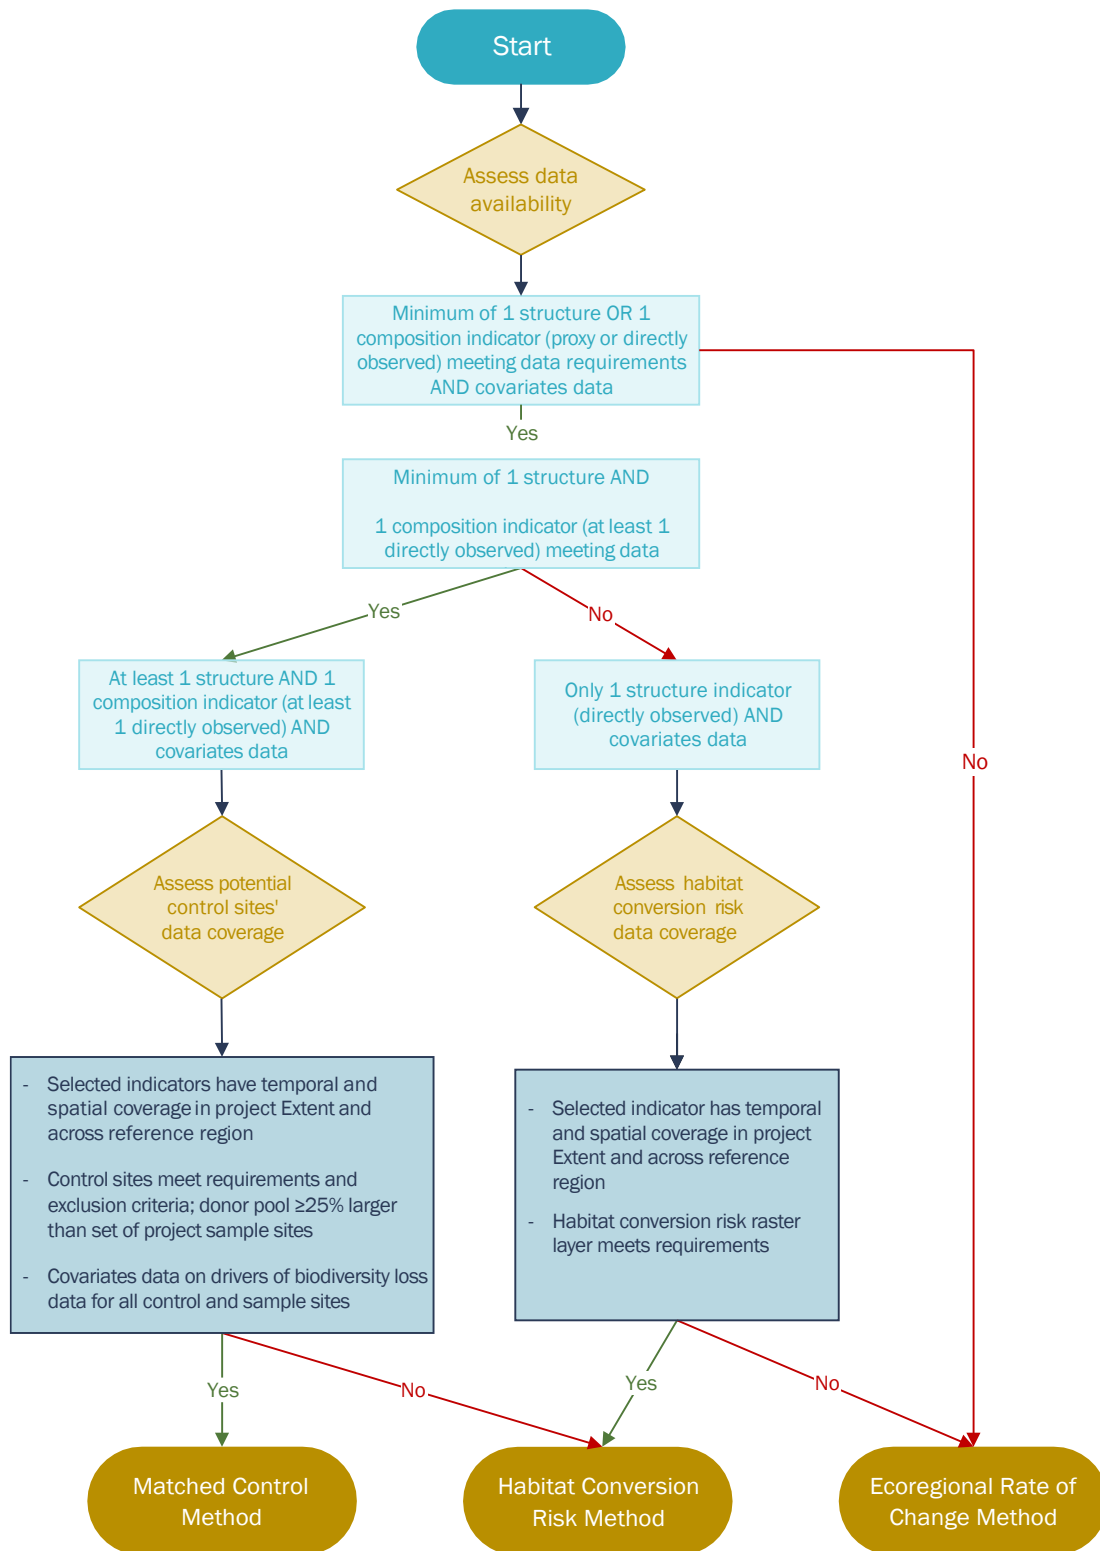 Start
Assess data
availability
Minimum of 1 structure OR 1
composition indicator (proxy or directly
observed) meeting data requirements
AND covariates data
Yes
Minimum of 1 structure AND
1 composition indicator (at least 1
directly observed) meeting data
Yes
No
At least 1 structure AND 1
composition indicator (at least
1 directly observed) AND
covariates data
Only 1 structure indicator
(directly observed) AND
covariates data
No
Assess potential
control sites'
data coverage
Assess habitat
conversion risk
data coverage
- Selected indicators have temporal and
spatial coverage in project Extent and
across reference region
- Control sites meet requirements and
exclusion criteria; donor pool ≥25% larger
than set of project sample sites
- Covariates data on drivers of biodiversity loss
data for all control and sample sites
- Selected indicator has temporal
and spatial coverage in project
Extent and across reference
region
- Habitat conversion risk raster
layer meets requirements
Yes
No
Yes
No
Matched Control
Method
Habitat Conversion
Risk Method
Ecoregional Rate of
Change Method